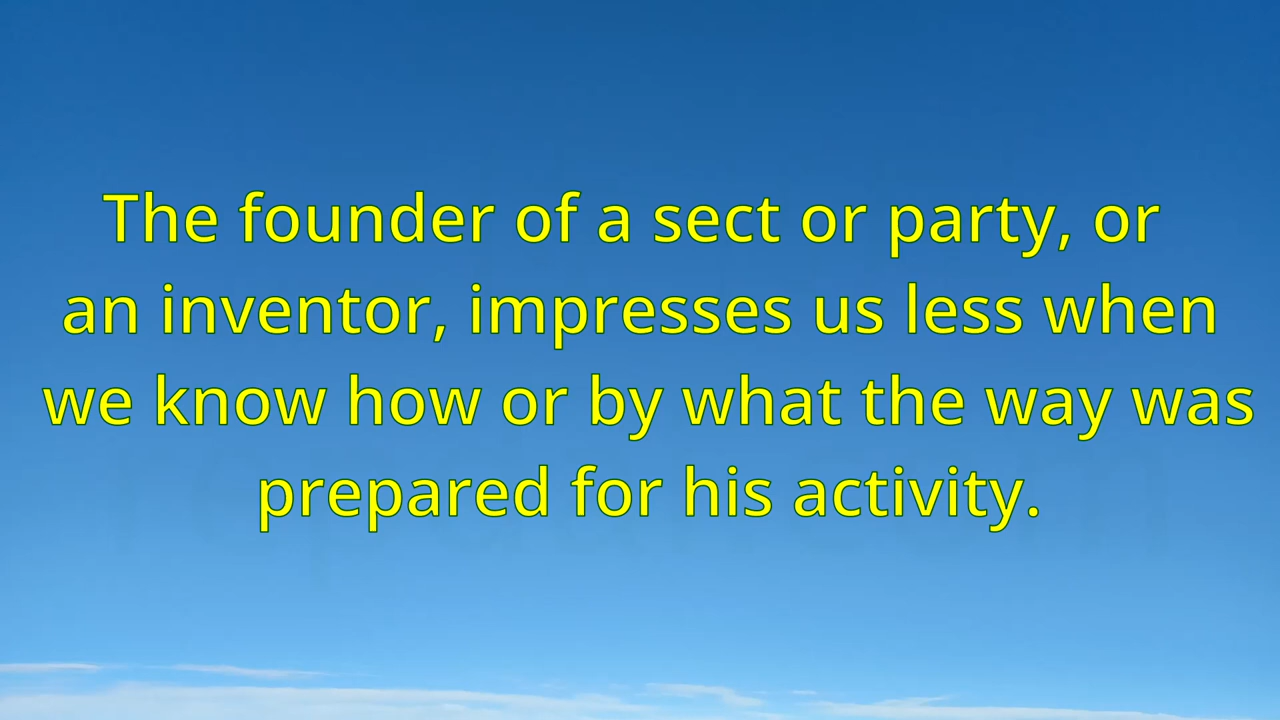 The founder of a sect or party, or
an inventor, impresses us less when
we know how or by what the way was
prepared for his activity.